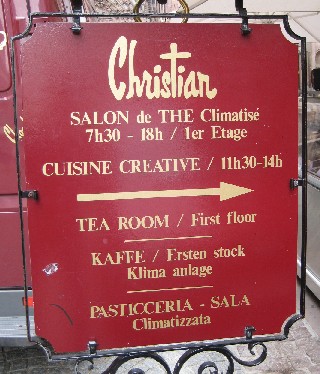 Christian
SALON de THE Climatisé
7h30 - 18h / 1er Etage
CUISINE CREATIVE / 11h30-14h
TEA ROOM / First floor
KAFFE / Ersten stock
Klima anlage
PASTICCERIA - SALA
Climatizzata